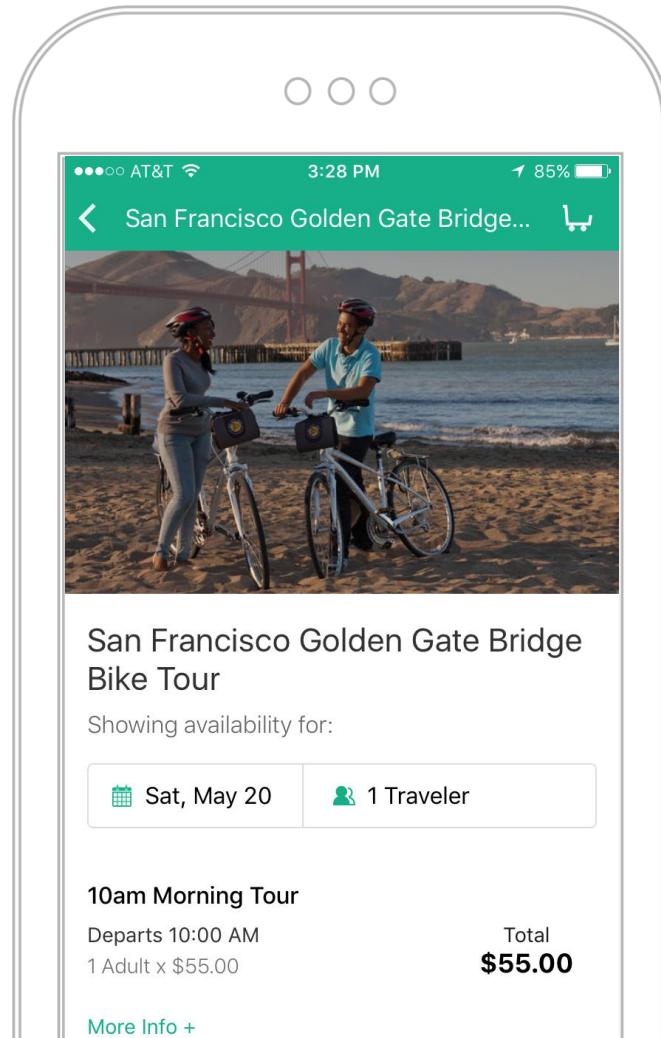 ●●●○○ AT&T 3:28 PM 85%
San Francisco Golden Gate Bridge...
San Francisco Golden Gate Bridge
Bike Tour
Showing availability for:
Sat, May 20 1 Traveler
10am Morning Tour
Departs 10:00 AM Total
1 Adult x $55.00 $55.00
More Info +